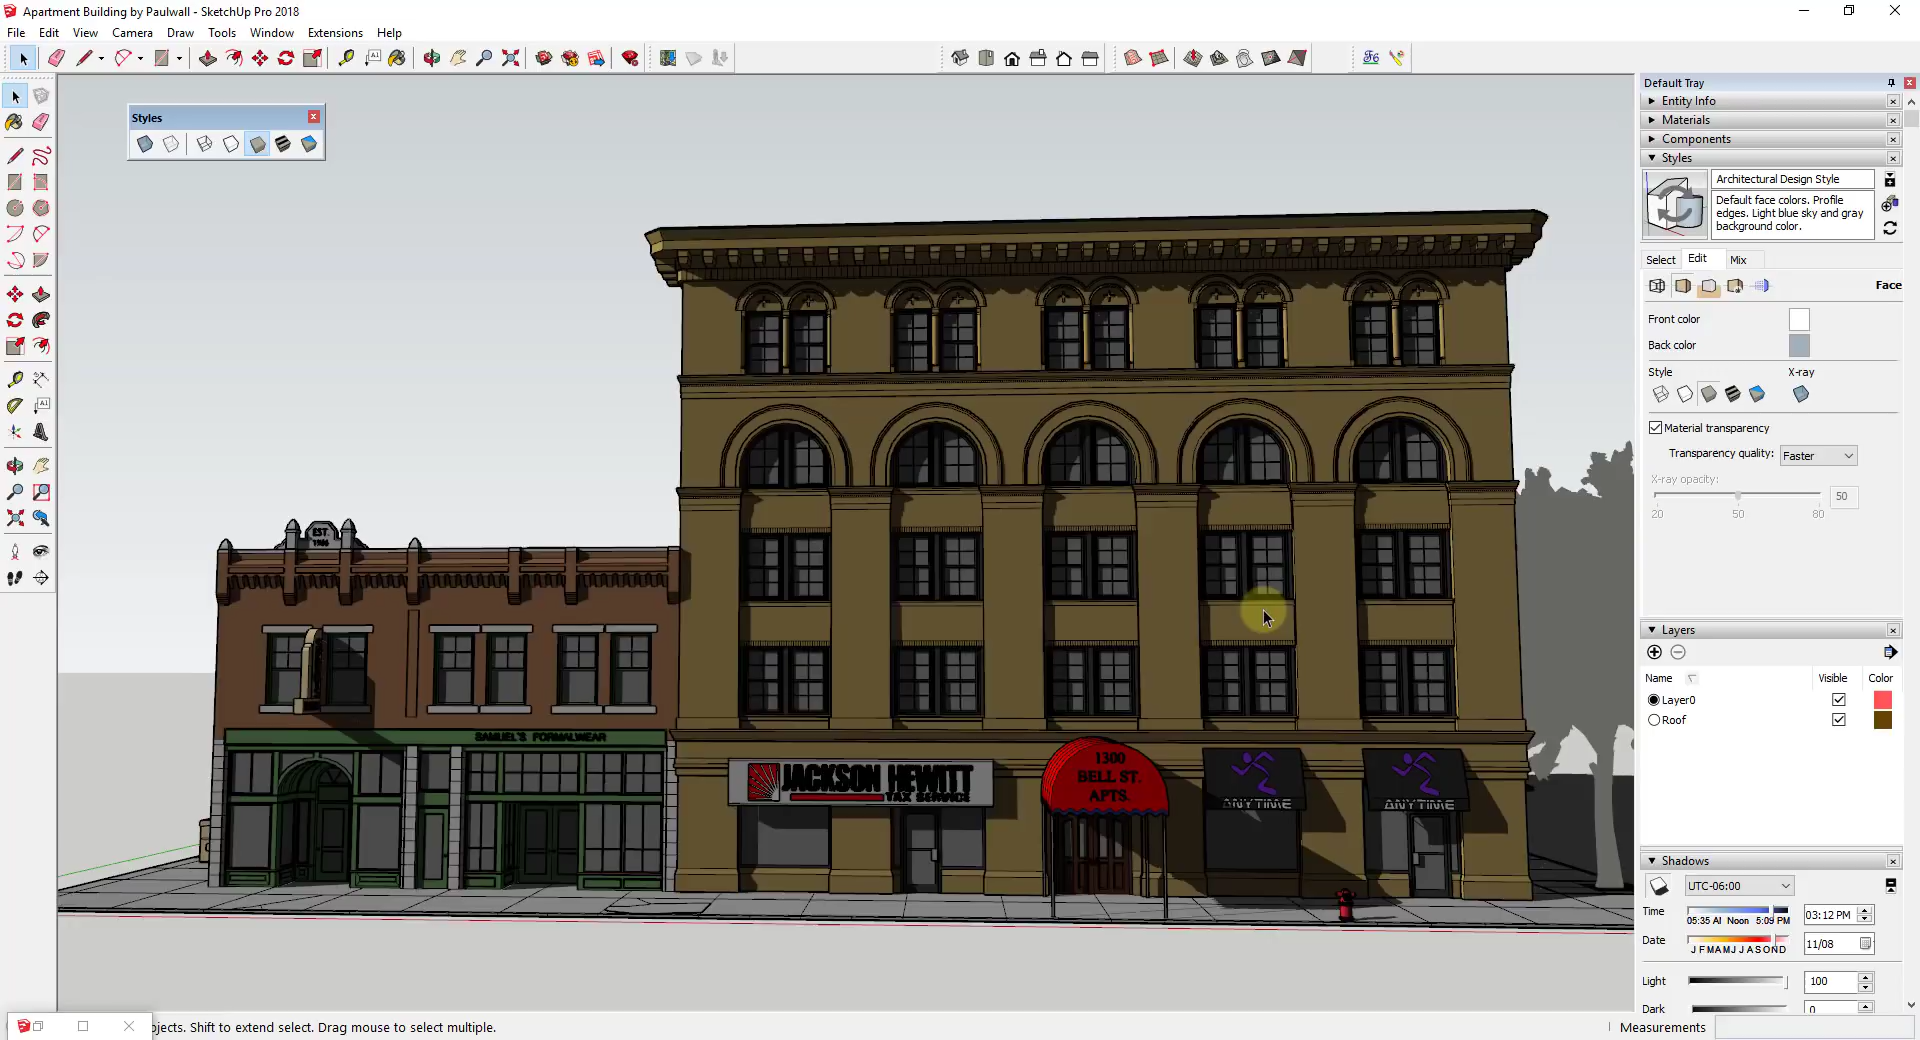 Apartment Building by Paulwall - SketchUp Pro 2018
File Edit View Camera Draw Tools Window Extensions Help
Styles
Default Tray
Entity Info
Materials
Components
Styles
Architectural Design Style
Default face colors. Profile
edges. Light blue sky and gray
background color.
Select Edit Mix
Face
Front color
Back color
Style X-ray
Material transparency
Transparency quality: Faster
X-ray opacity:
50
20 50 80
Layers
Name Visible Color
Layer0
Roof
Shadows
UTC-06:00
Time 05:35 AI Noon 5:09 PM 03:12 PM
Date J F M A M J J A S O N D 11/08
Light 100
Dark 0
EST.
SAMUEL'S FORMALWEAR
JACKSON HEWITT
TAX SERVICE
1300
BELL ST.
APTS.
ANYTIME
ANYTIME
bjects. Shift to extend select. Drag mouse to select multiple.
Measurements